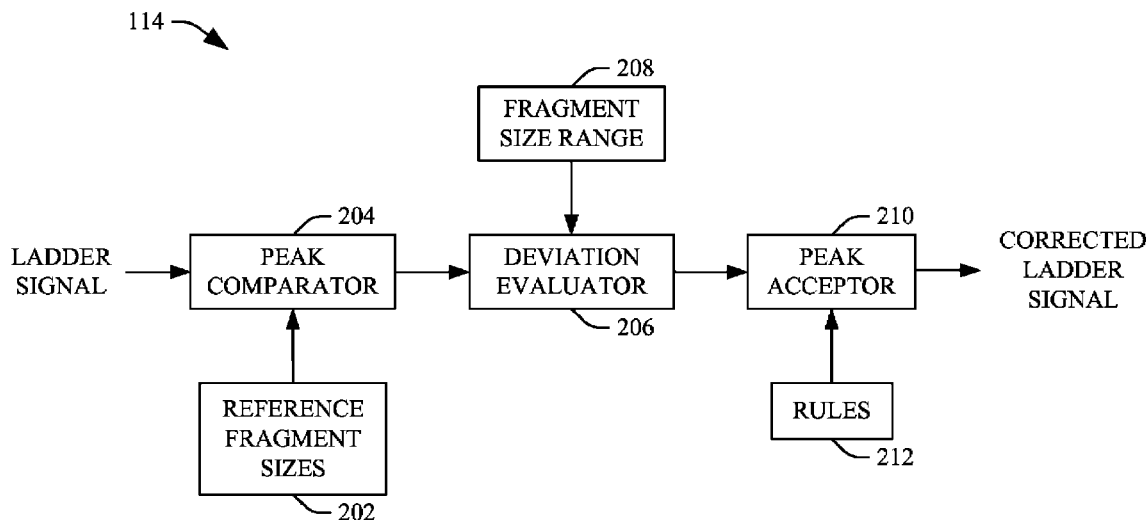 114
208
FRAGMENT
SIZE RANGE
204
210
LADDER
SIGNAL
PEAK
COMPARATOR
DEVIATION
EVALUATOR
PEAK
ACCEPTOR
CORRECTED
LADDER
SIGNAL
206
REFERENCE
FRAGMENT
SIZES
RULES
212
202